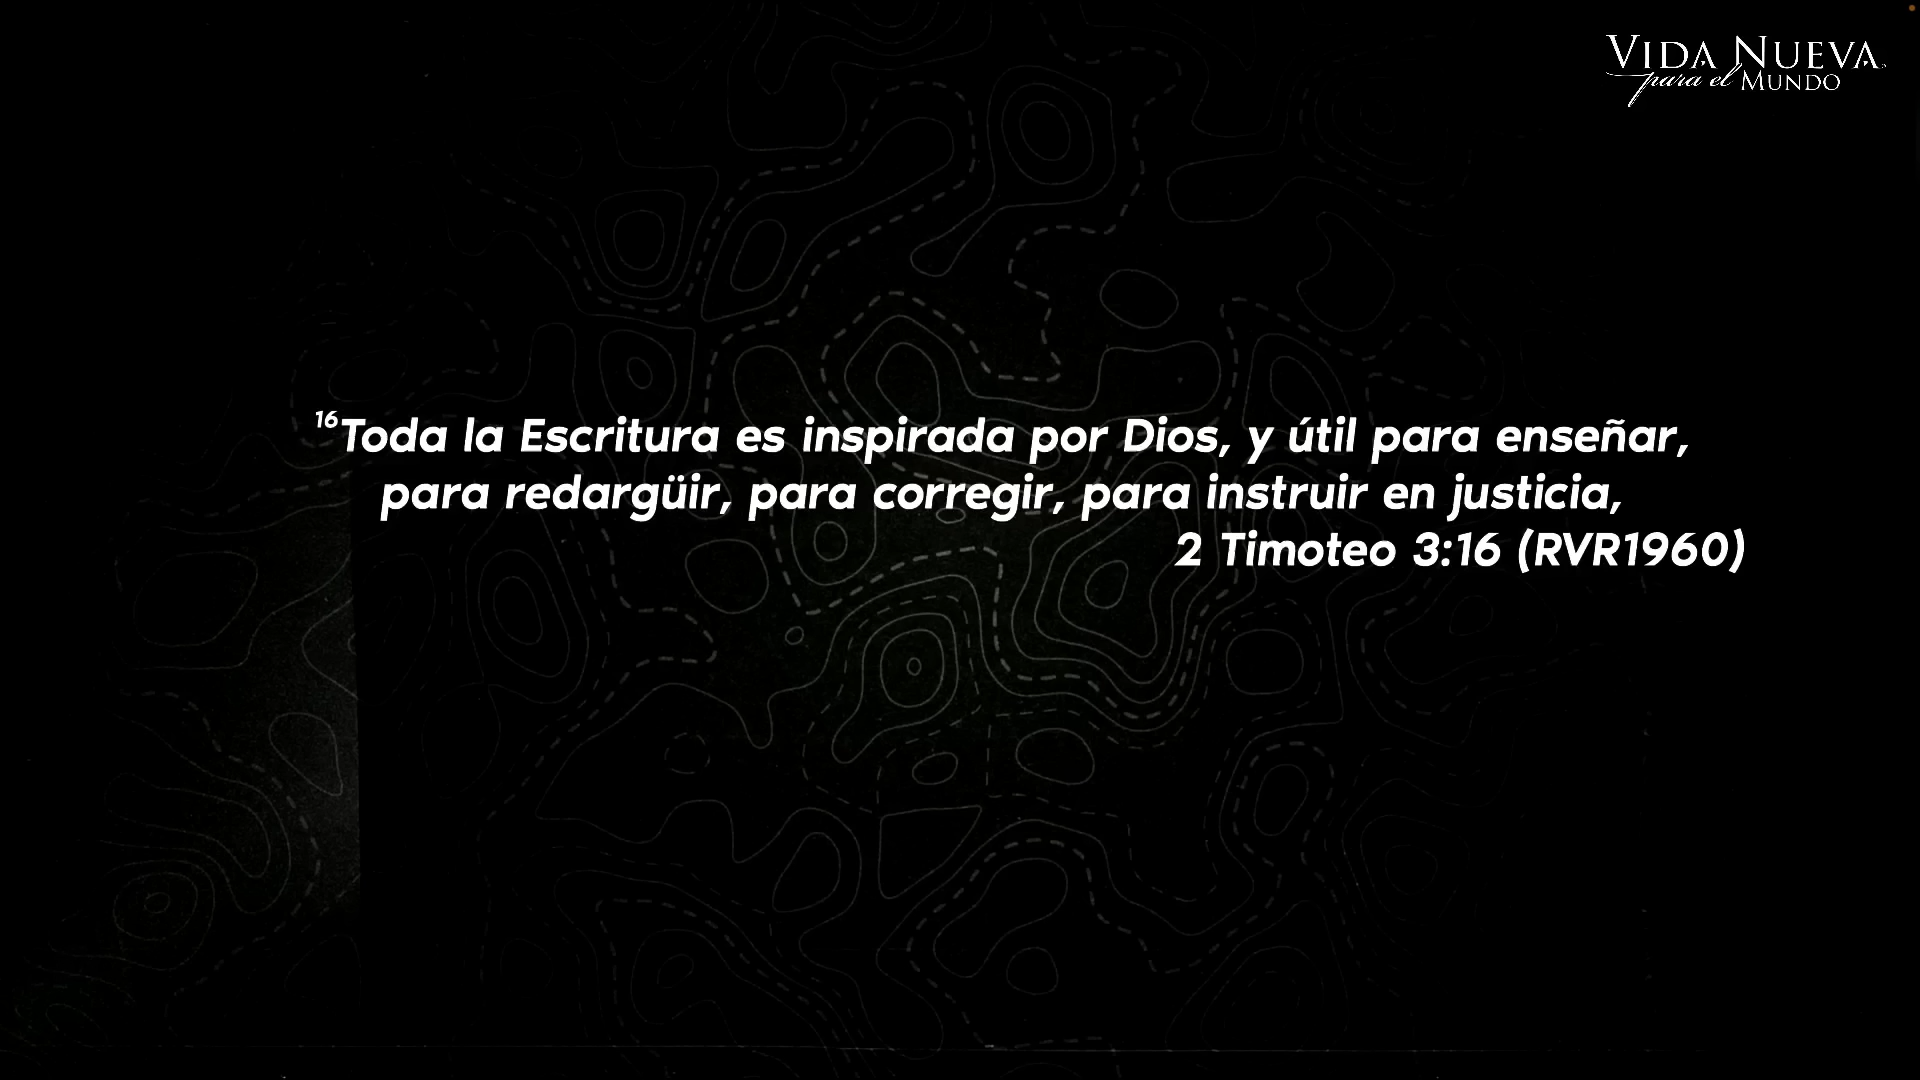 VIDA NUEVA
para el MUNDO
¹⁶Toda la Escritura es inspirada por Dios, y útil para enseñar,
para redargüir, para corregir, para instruir en justicia,
2 Timoteo 3:16 (RVR1960)